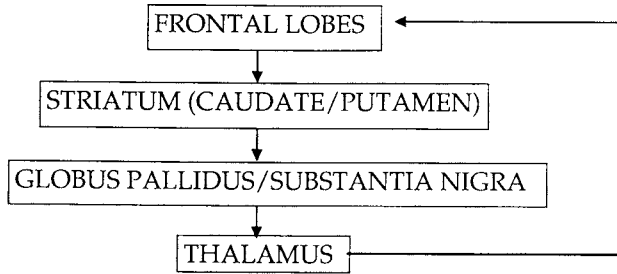 FRONTAL LOBES
STRIATUM (CAUDATE/PUTAMEN)
GLOBUS PALLIDUS/SUBSTANTIA NIGRA
THALAMUS